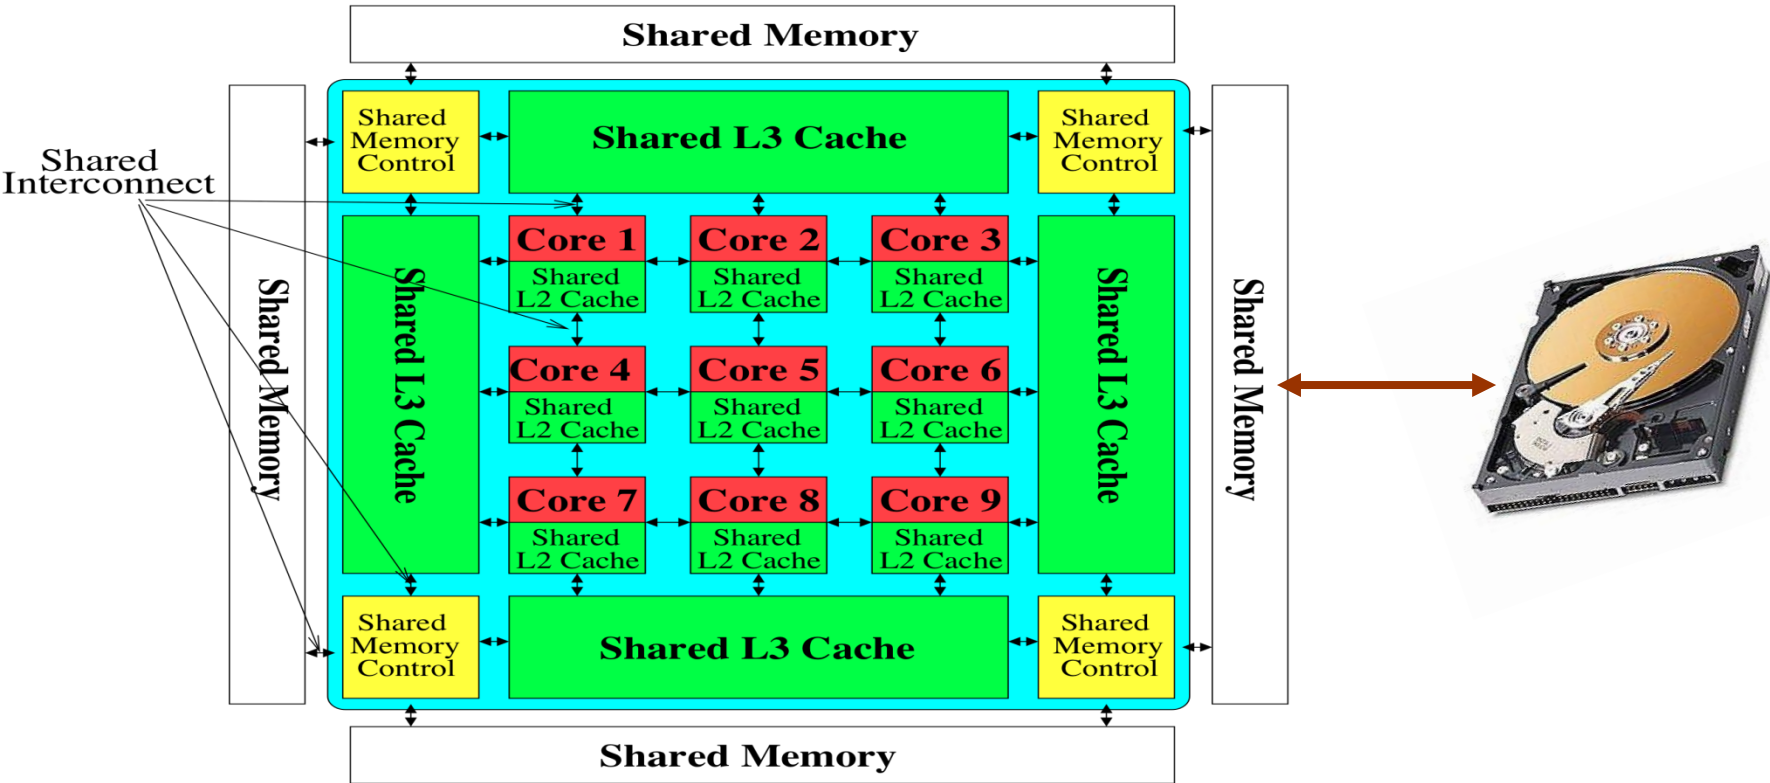 Shared Memory
Shared
Memory
Control
Shared L3 Cache
Shared
Memory
Control
Shared
Interconnect
Shared Memory
Shared L3 Cache
Core 1
Shared
L2 Cache
Core 2
Shared
L2 Cache
Core 3
Shared
L2 Cache
Core 4
Shared
L2 Cache
Core 5
Shared
L2 Cache
Core 6
Shared
L2 Cache
Core 7
Shared
L2 Cache
Core 8
Shared
L2 Cache
Core 9
Shared
L2 Cache
Shared L3 Cache
Shared Memory
Shared
Memory
Control
Shared L3 Cache
Shared
Memory
Control
Shared Memory